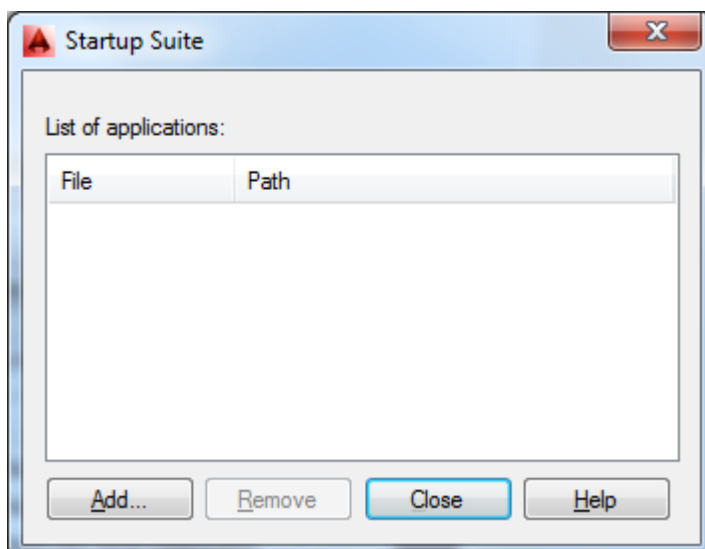 Startup Suite
List of applications:
File Path
Add... Remove Close Help